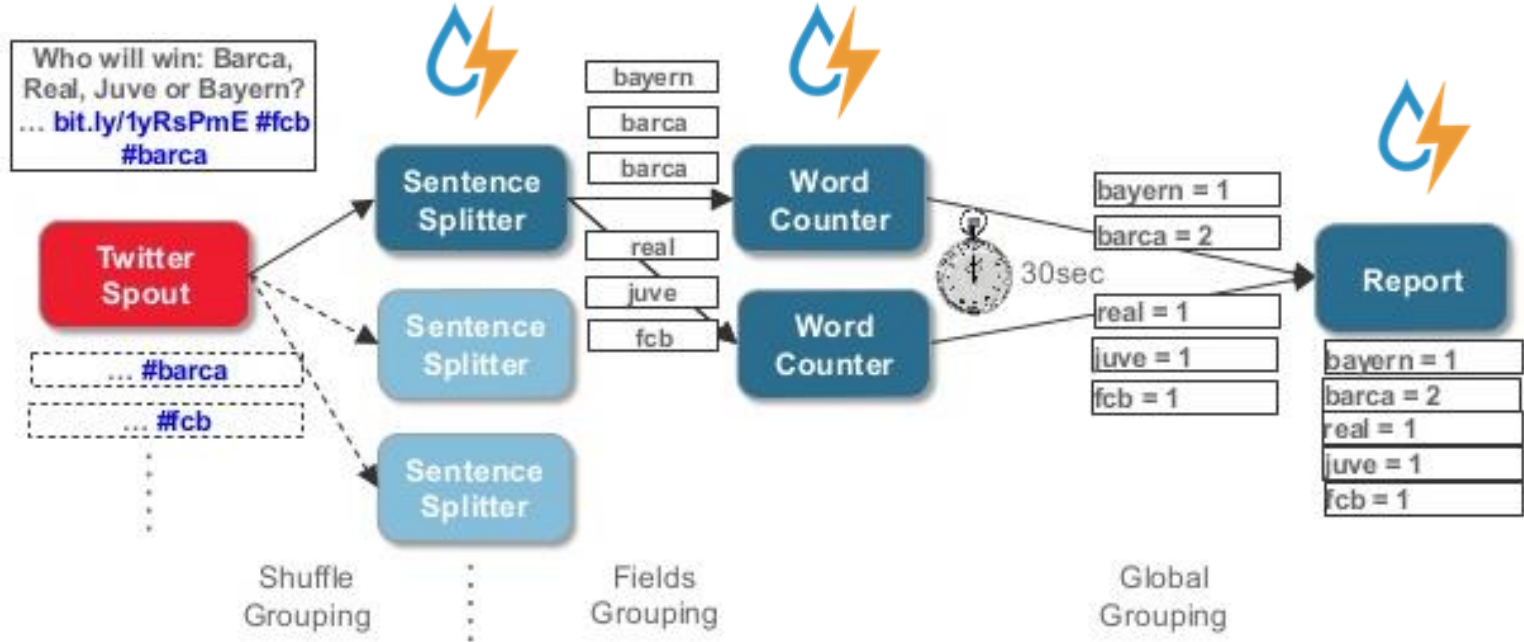 Who will win: Barca,
Real, Juve or Bayern?
... bit.ly/1yRsPmE #fcb
#barca
Twitter
Spout
... #barca
... #fcb
Sentence
Splitter
Sentence
Splitter
Sentence
Splitter
bayern
barca
barca
real
juve
fcb
Word
Counter
Word
Counter
30sec
bayern = 1
barca = 2
real = 1
juve = 1
fcb = 1
Report
bayern = 1
barca = 2
real = 1
juve = 1
fcb = 1
Shuffle
Grouping
Fields
Grouping
Global
Grouping